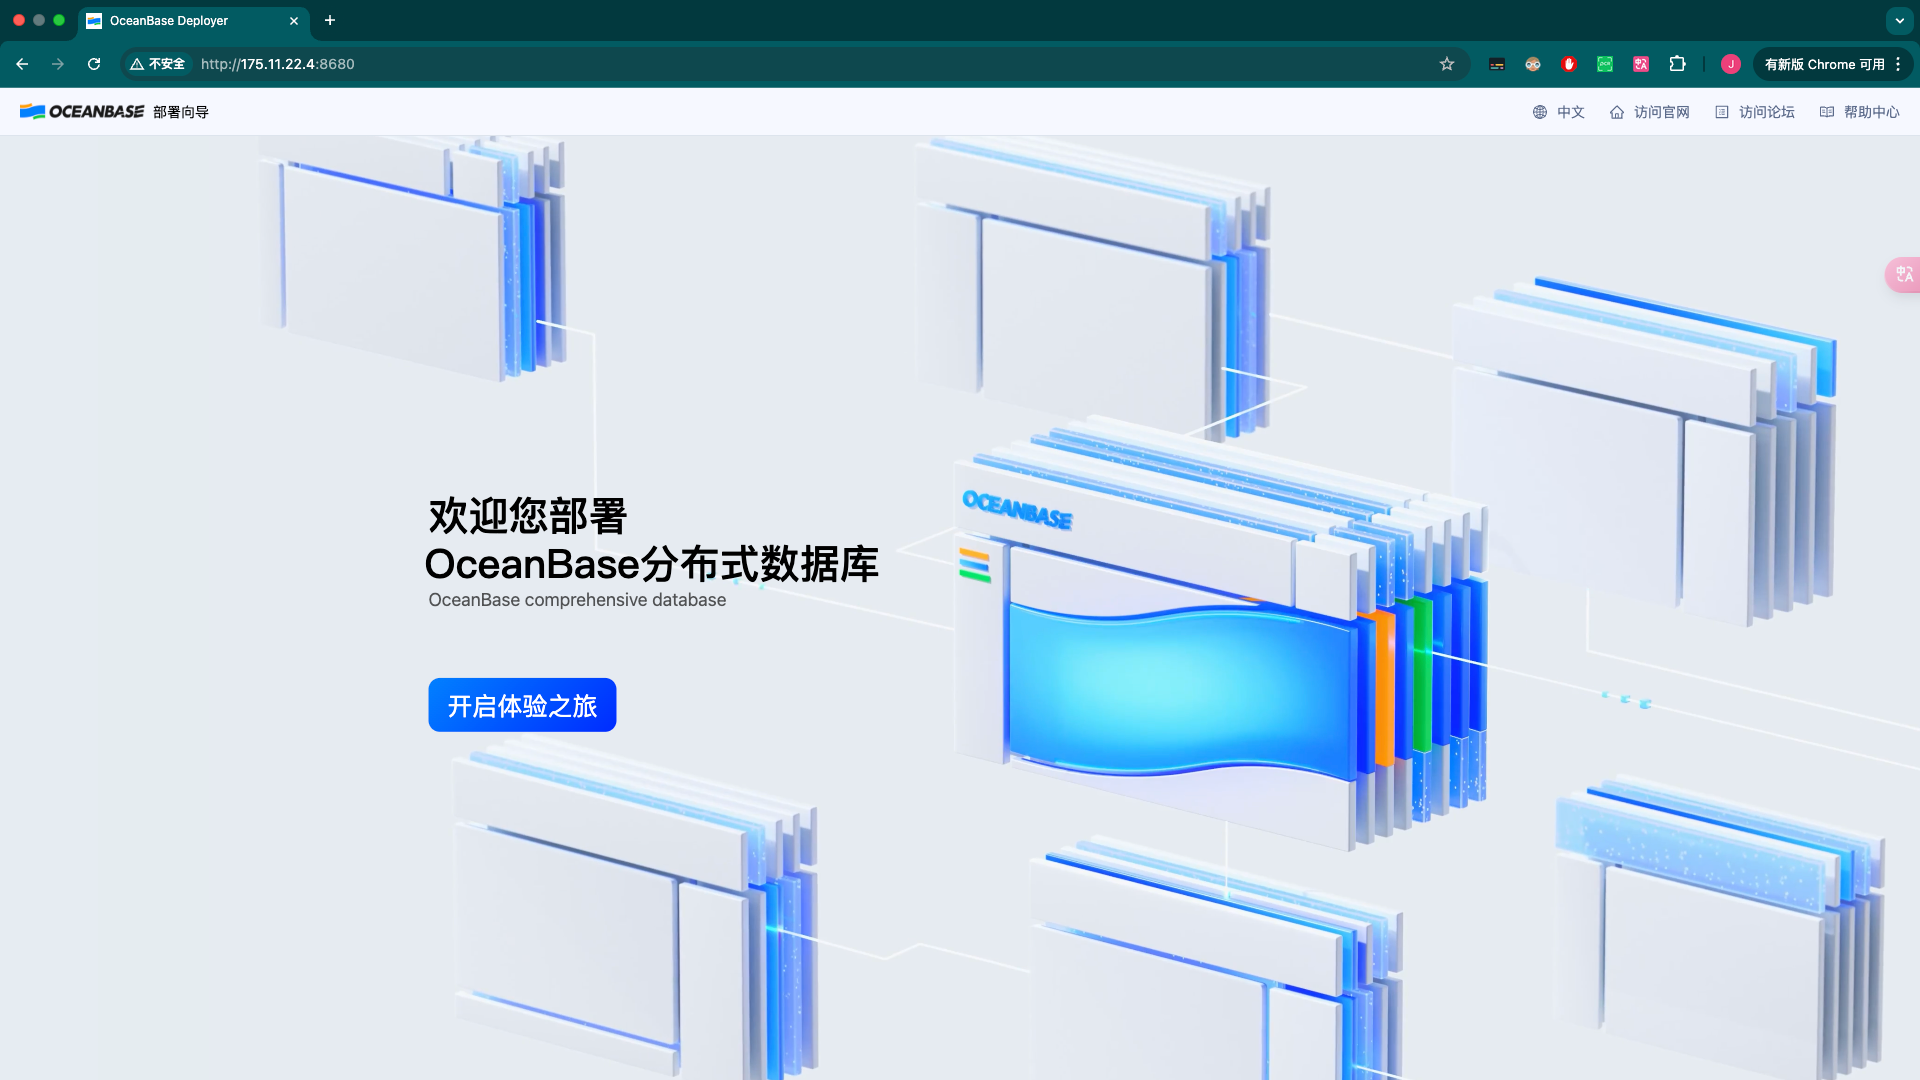 OceanBase Deployer
不安全
http://175.11.22.4:8680
J
有新版 Chrome 可用
OCEANBASE 部署向导
中文
访问官网
访问论坛
帮助中心
中A
OCEANBASE
欢迎您部署
OceanBase分布式数据库
OceanBase comprehensive database
开启体验之旅